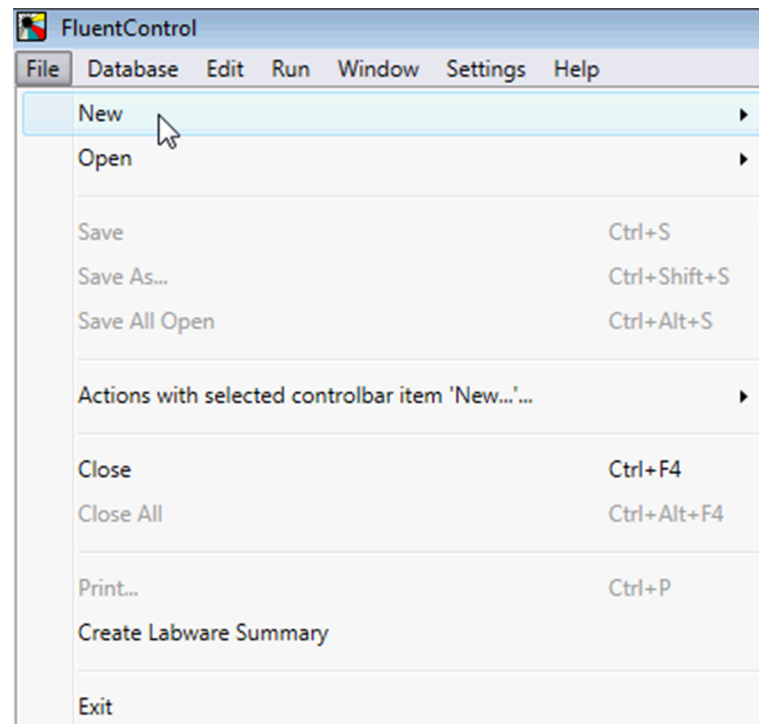 FluentControl
File Database Edit Run Window Settings Help
New
Open
Save Ctrl+S
Save As... Ctrl+Shift+S
Save All Open Ctrl+Alt+S
Actions with selected controlbar item 'New...'...
Close Ctrl+F4
Close All Ctrl+Alt+F4
Print... Ctrl+P
Create Labware Summary
Exit